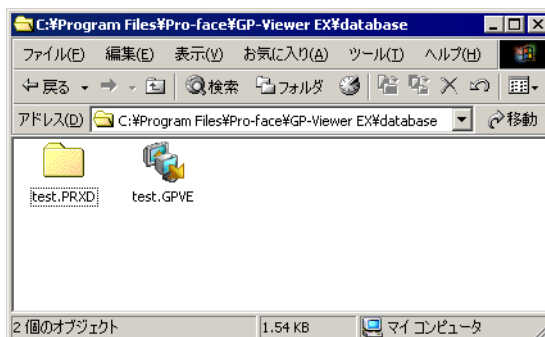 C:¥Program Files¥Pro-face¥GP-Viewer EX¥database
ファイル(F) 編集(E) 表示(V) お気に入り(A) ツール(T) ヘルプ(H)
戻る 検索 フォルダ
アドレス(D) C:¥Program Files¥Pro-face¥GP-Viewer EX¥database 移動
test.PRXD test.GPVE
2 個のオブジェクト 1.54 KB マイ コンピュータ